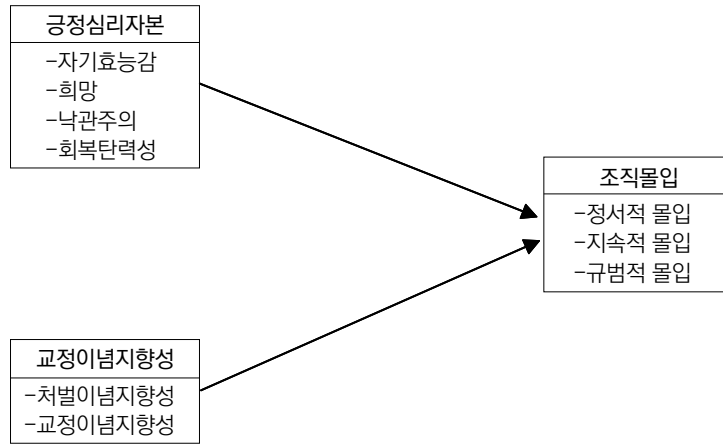 긍정심리자본
-자기효능감
-희망
-낙관주의
-회복탄력성
조직몰입
-정서적 몰입
-지속적 몰입
-규범적 몰입
교정이념지향성
-처벌이념지향성
-교정이념지향성